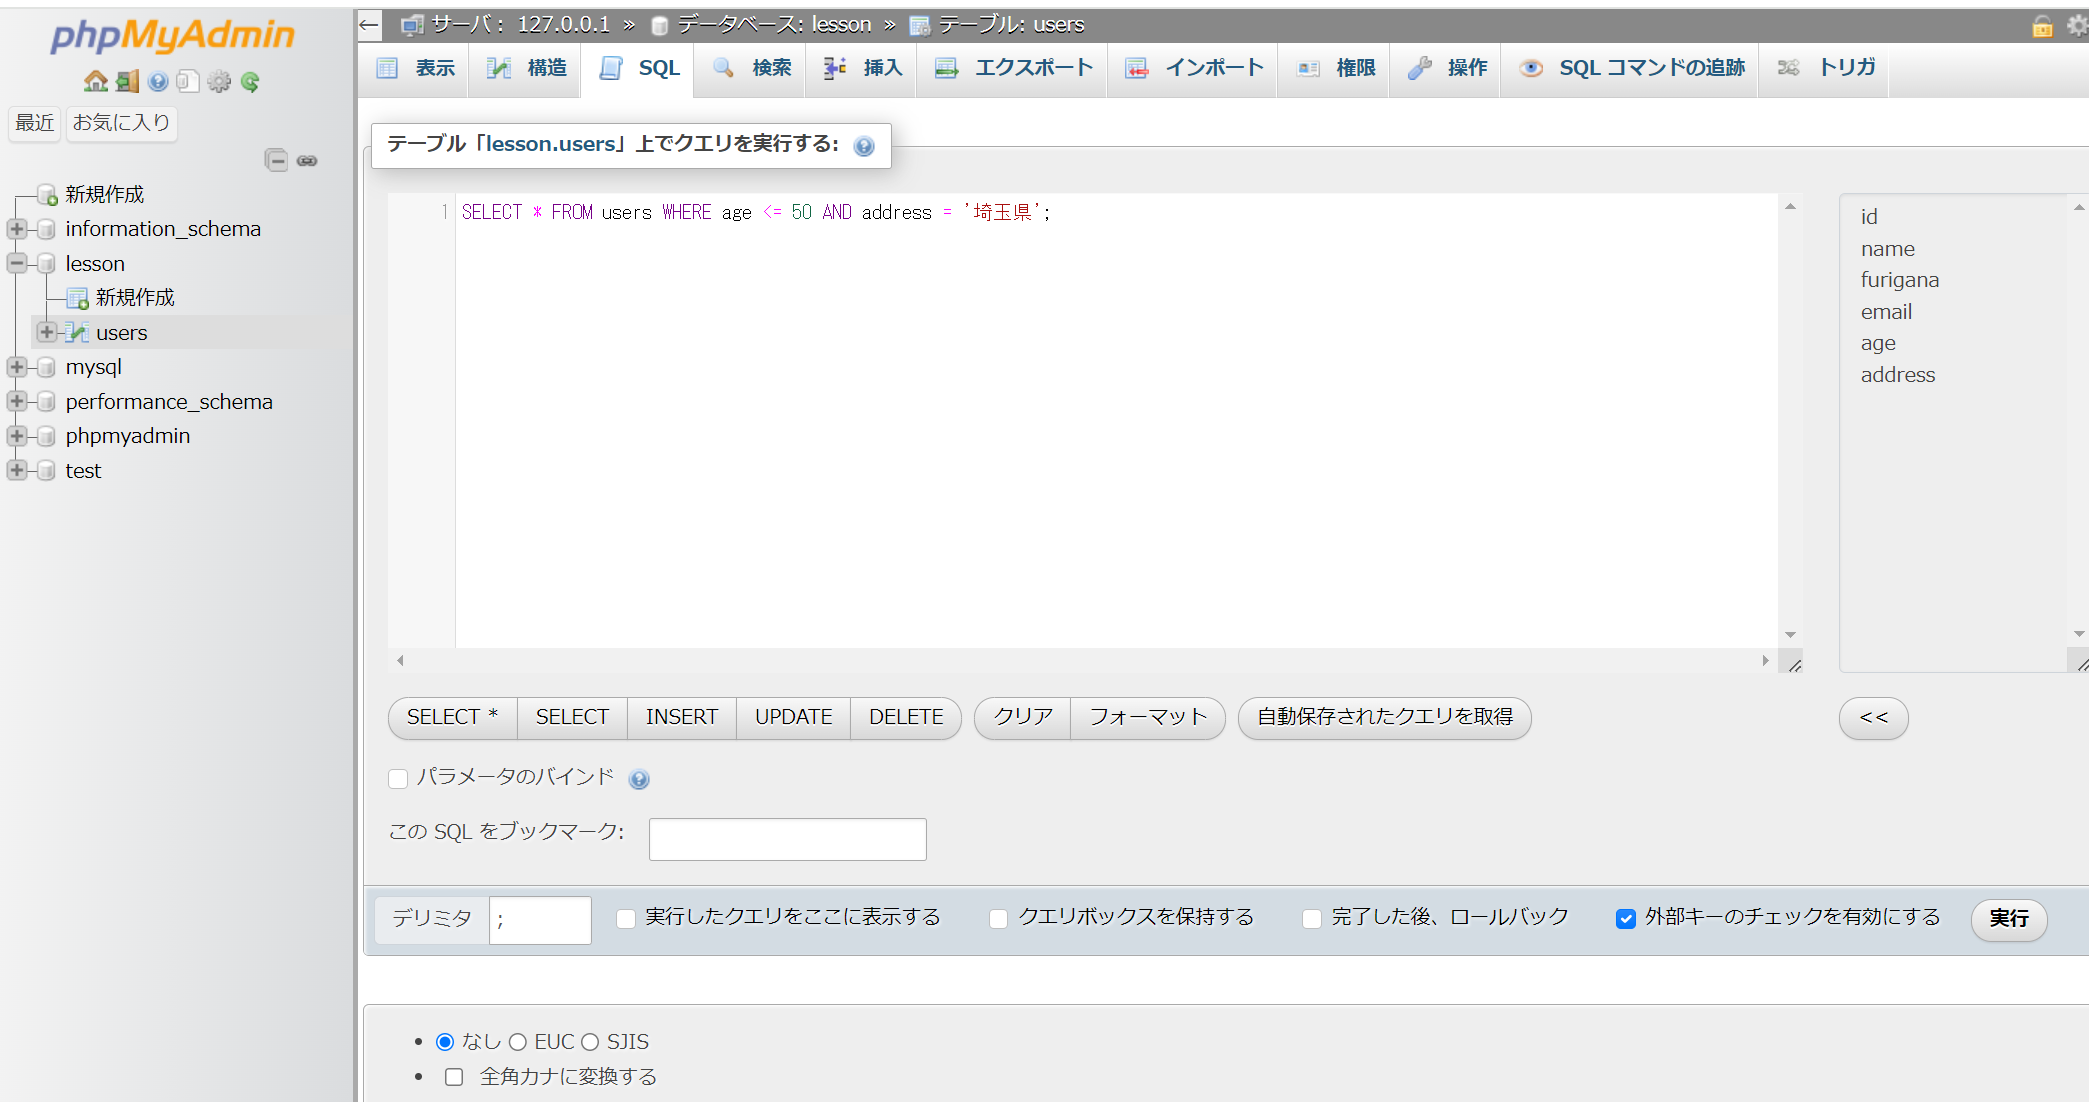 phpMyAdmin
最近 お気に入り
新規作成
information_schema
lesson
新規作成
users
mysql
performance_schema
phpmyadmin
test
サーバ: 127.0.0.1 » データベース: lesson » テーブル: users
表示 構造 SQL 検索 挿入 エクスポート インポート 権限 操作 SQL コマンドの追跡 トリガ
テーブル「lesson.users」上でクエリを実行する:
1 SELECT * FROM users WHERE age <= 50 AND address = '埼玉県';
id
name
furigana
email
age
address
SELECT * SELECT INSERT UPDATE DELETE クリア フォーマット 自動保存されたクエリを取得 <<
パラメータのバインド
この SQL をブックマーク:
デリミタ ; 実行したクエリをここに表示する クエリボックスを保持する 完了した後、ロールバック 外部キーのチェックを有効にする 実行
なし EUC SJIS
全角カナに変換する